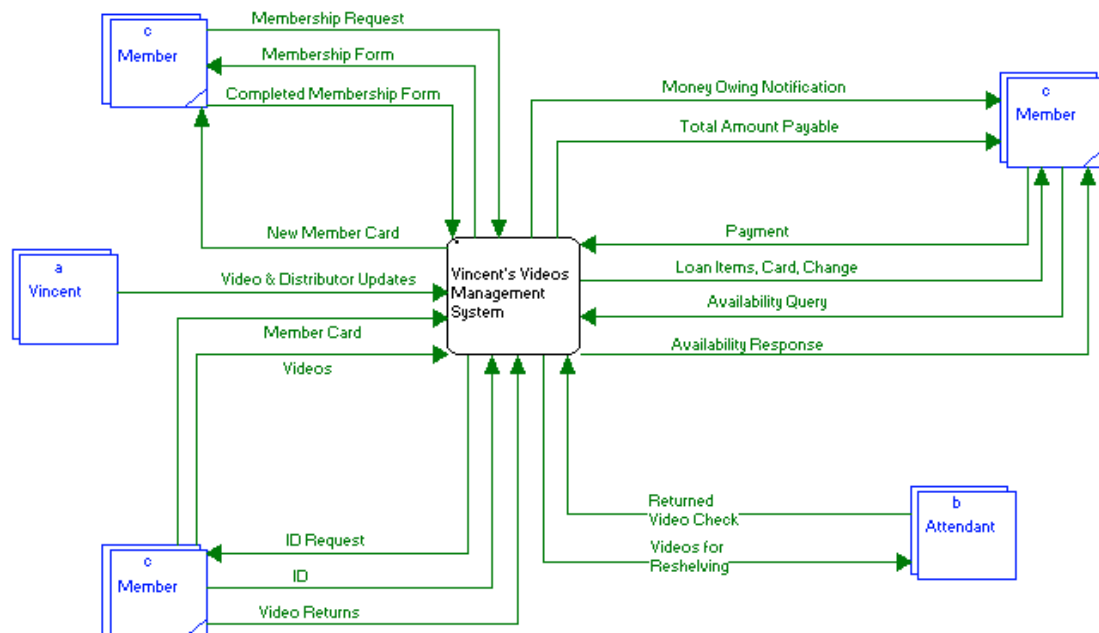 c
Member
Membership Request
Membership Form
Completed Membership Form
New Member Card
Money Owing Notification
Total Amount Payable
c
Member
Payment
Loan Items, Card, Change
Availability Query
Availability Response
a
Vincent
Video & Distributor Updates
Vincent's Videos
Management
System
Member Card
Videos
Returned
Video Check
Videos for
Reshelving
b
Attendant
c
Member
ID Request
ID
Video Returns